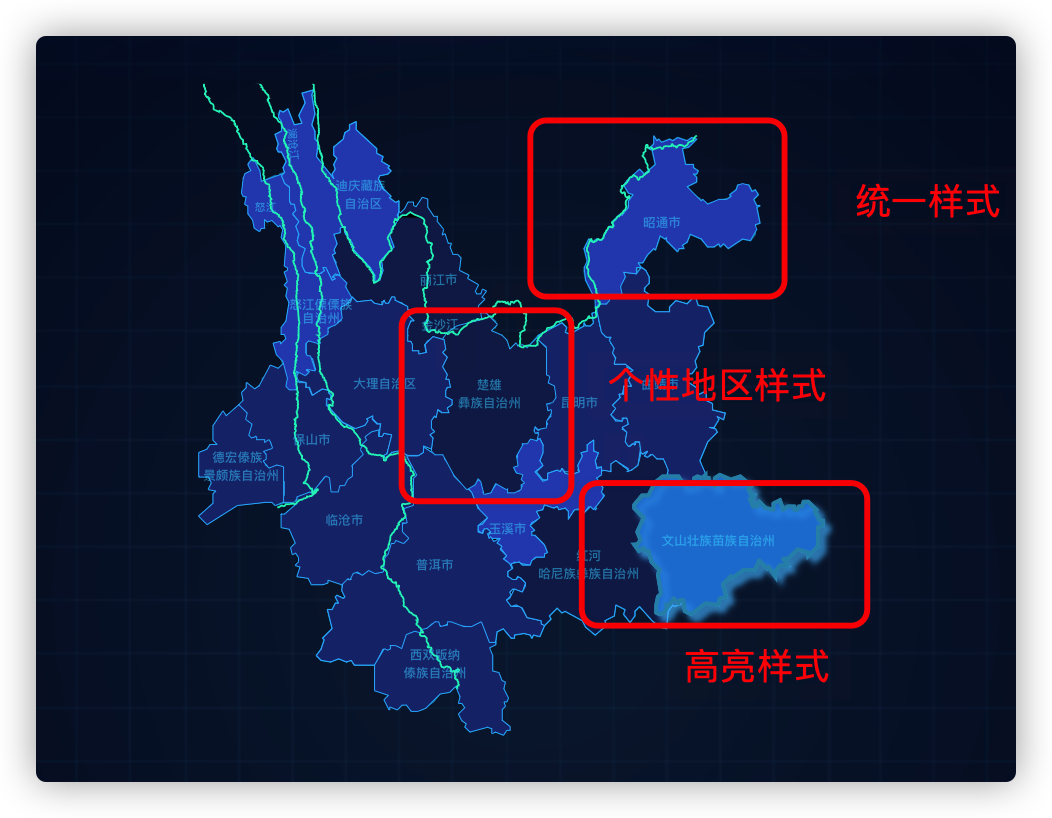 澜沧江
迪庆藏族
自治区
怒江
昭通市
统一样式
丽江市
怒江傈僳族
自治州
金沙江
大理自治区
楚雄
彝族自治州
昆明市
曲靖市
个性地区样式
保山市
德宏傣族
景颇族自治州
临沧市
玉溪市
文山壮族苗族自治州
普洱市
红河
哈尼族彝族自治州
西双版纳
傣族自治州
高亮样式